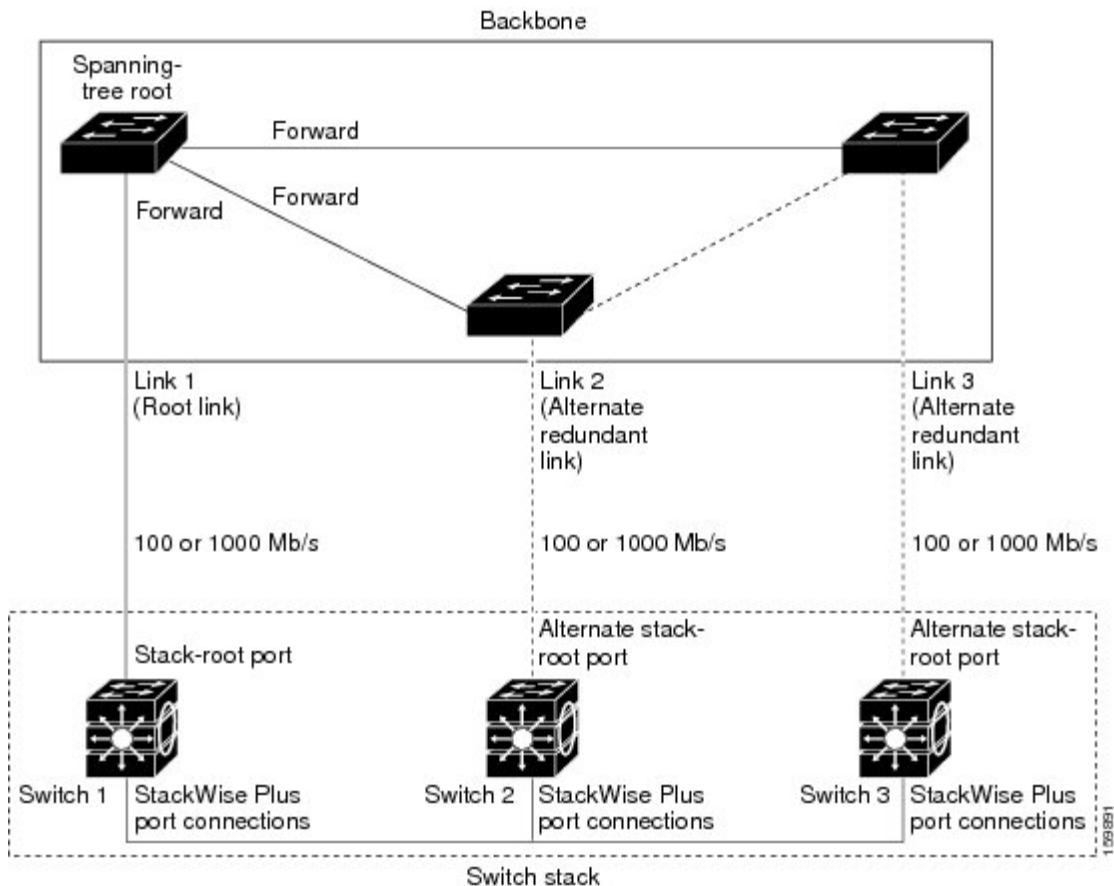 Backbone
Spanning-
tree root
Forward
Forward
Forward
Link 1
(Root link)
Link 2
(Alternate
redundant
link)
Link 3
(Alternate
redundant
link)
100 or 1000 Mb/s
100 or 1000 Mb/s
100 or 1000 Mb/s
Stack-root port
Alternate stack-
root port
Alternate stack-
root port
Switch 1
StackWise Plus
port connections
Switch 2
StackWise Plus
port connections
Switch 3
StackWise Plus
port connections
Switch stack
159891